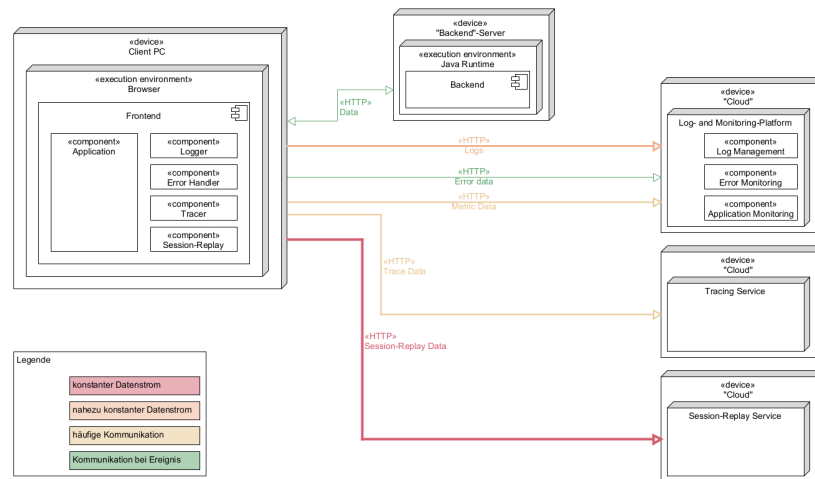 «device»
Client PC
«execution environment»
Browser
Frontend
«component»
Application
«component»
Logger
«component»
Error Handler
«component»
Tracer
«component»
Session-Replay
«device»
"Backend"-Server
«execution environment»
Java Runtime
Backend
«HTTP»
Data
«HTTP»
Logs
«HTTP»
Error data
«HTTP»
Metric Data
«HTTP»
Trace Data
«HTTP»
Session-Replay Data
«device»
"Cloud"
Log- and Monitoring-Platform
«component»
Log Management
«component»
Error Monitoring
«component»
Application Monitoring
«device»
"Cloud"
Tracing Service
«device»
"Cloud"
Session-Replay Service
Legende
konstanter Datenstrom
nahezu konstanter Datenstrom
häufige Kommunikation
Kommunikation bei Ereignis